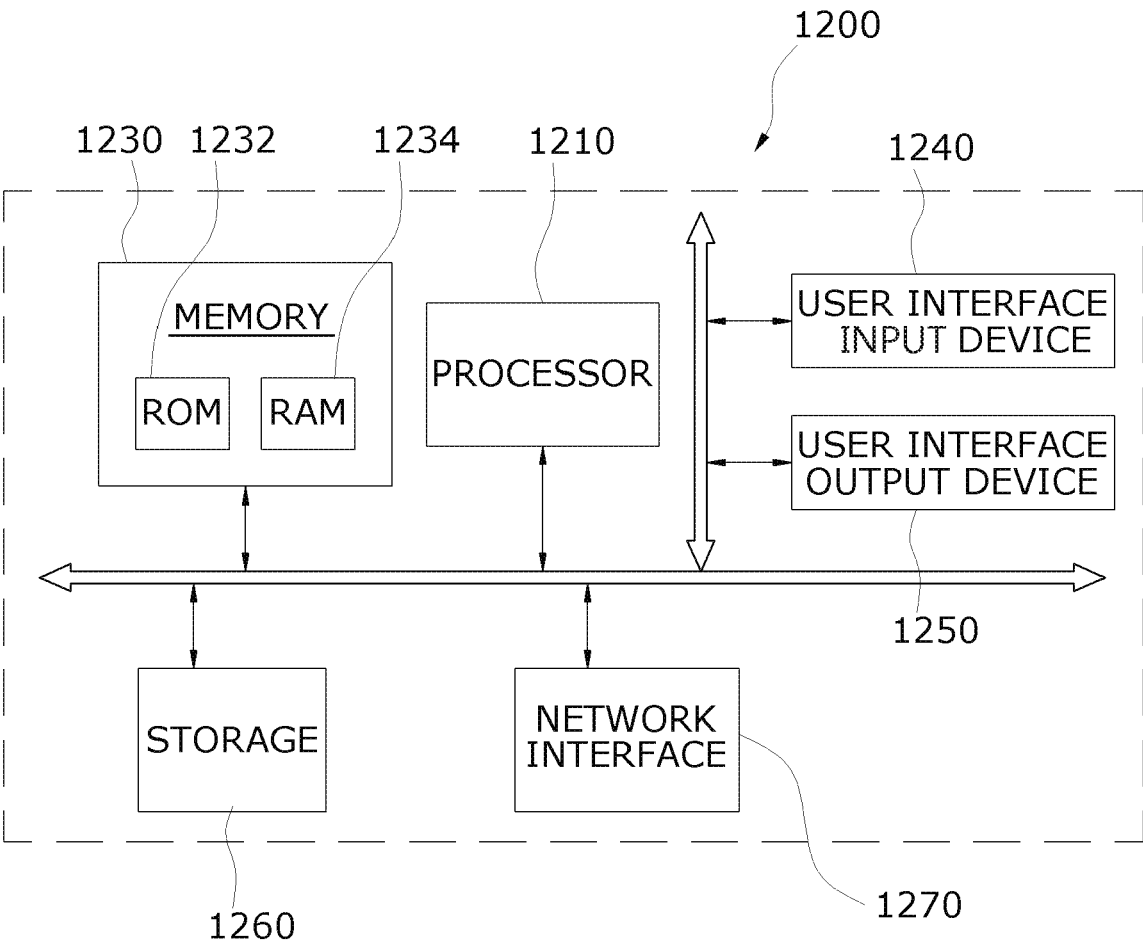 1200
1230
1232
1234
1210
1240
MEMORY
ROM
RAM
PROCESSOR
USER INTERFACE
INPUT DEVICE
USER INTERFACE
OUTPUT DEVICE
1250
STORAGE
NETWORK
INTERFACE
1260
1270